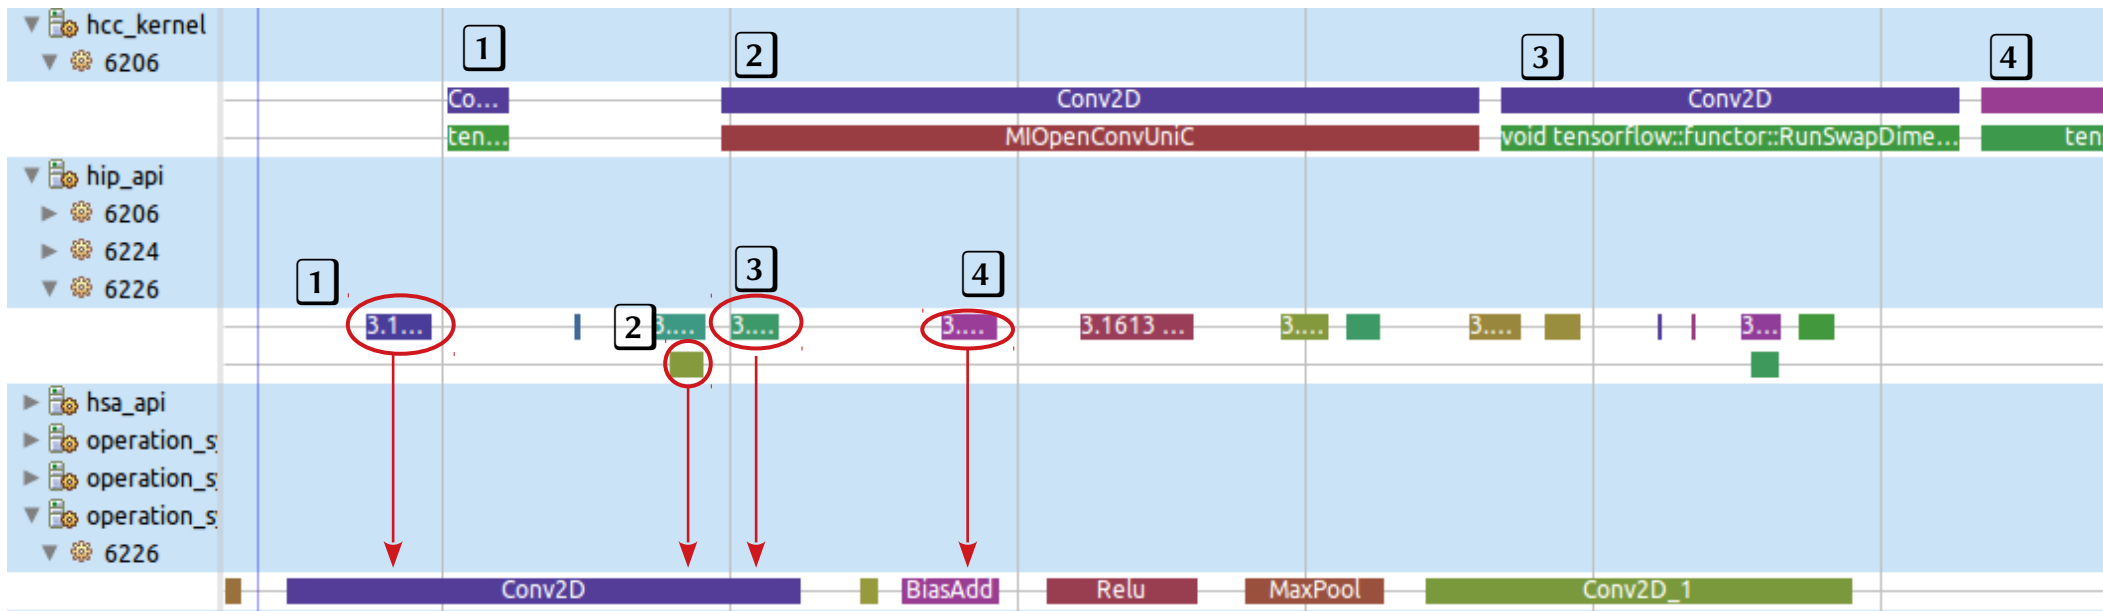 hcc_kernel
6206
1 2 3 4
Co... Conv2D Conv2D
ten... MIOpenConvUniC void tensorflow::functor::RunSwapDime... ten
hip_api
6206
6224
6226
1 2 3 4
3.1... 3.... 3.... 3.... 3.1613 ... 3.... 3.... 3...
hsa_api
operation_s
operation_s
operation_s
6226
Conv2D BiasAdd Relu MaxPool Conv2D_1